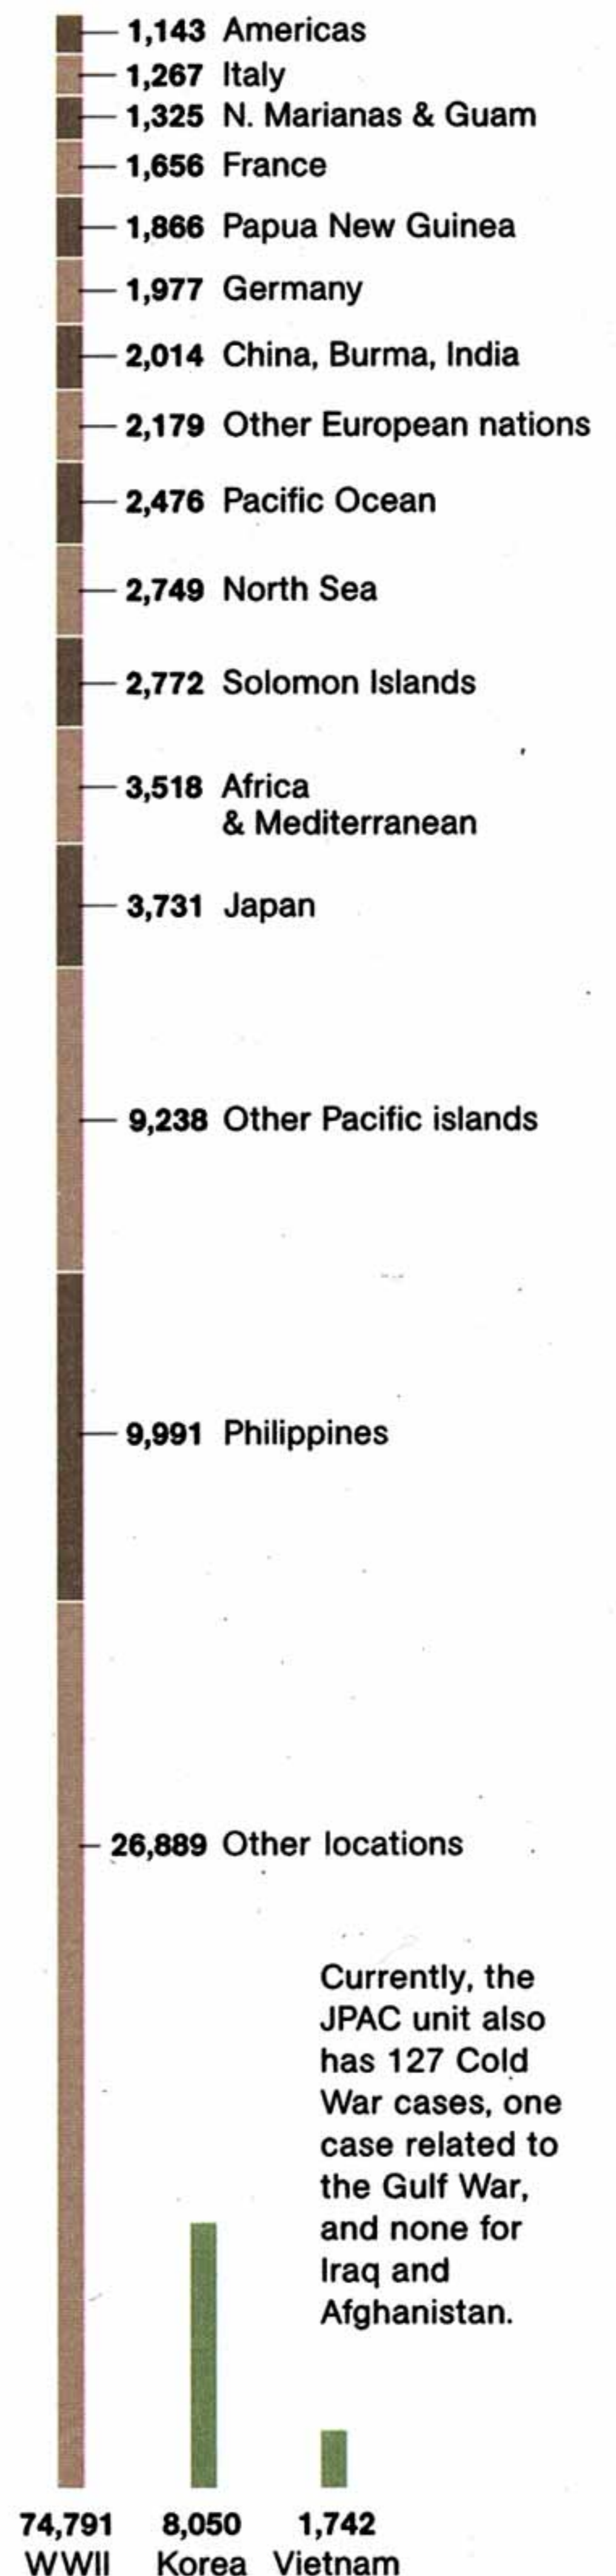 1,143 Americas
1,267 Italy
1,325 N. Marianas & Guam
1,656 France
1,866 Papua New Guinea
1,977 Germany
2,014 China, Burma, India
2,179 Other European nations
2,476 Pacific Ocean
2,749 North Sea
2,772 Solomon Islands
3,518 Africa
& Mediterranean
3,731 Japan
9,238 Other Pacific islands
9,991 Philippines
26,889 Other locations
Currently, the
JPAC unit also
has 127 Cold
War cases, one
case related to
the Gulf War,
and none for
Iraq and
Afghanistan.
74,791 8,050 1,742
WWII Korea Vietnam